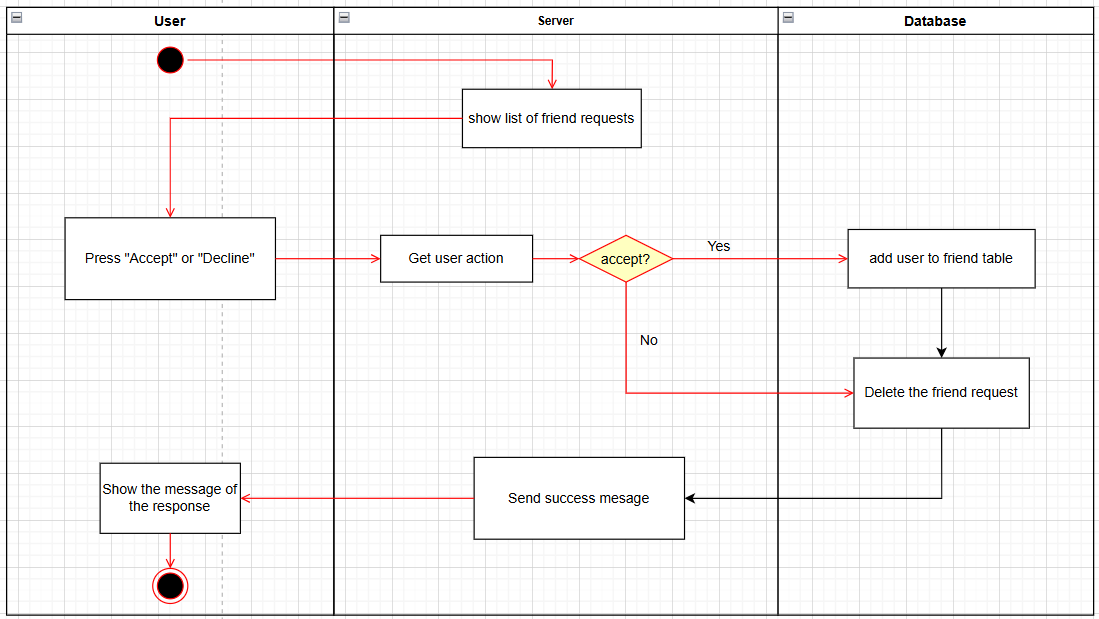 User
Server
Database
show list of friend requests
Press "Accept" or "Decline"
Get user action
accept?
Yes
add user to friend table
No
Delete the friend request
Show the message of
the response
Send success mesage